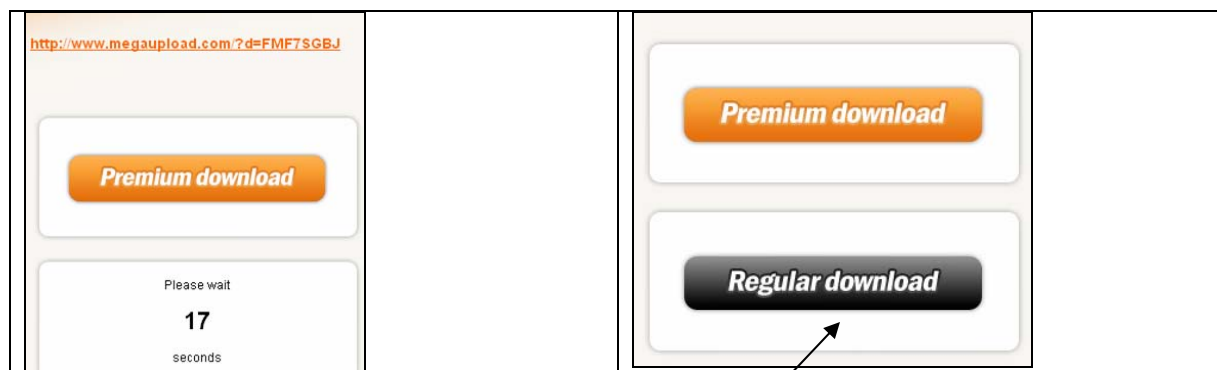 http://www.megaupload.com/?d=FMF7SGBJ
Premium download
Please wait
17
seconds
Premium download
Regular download